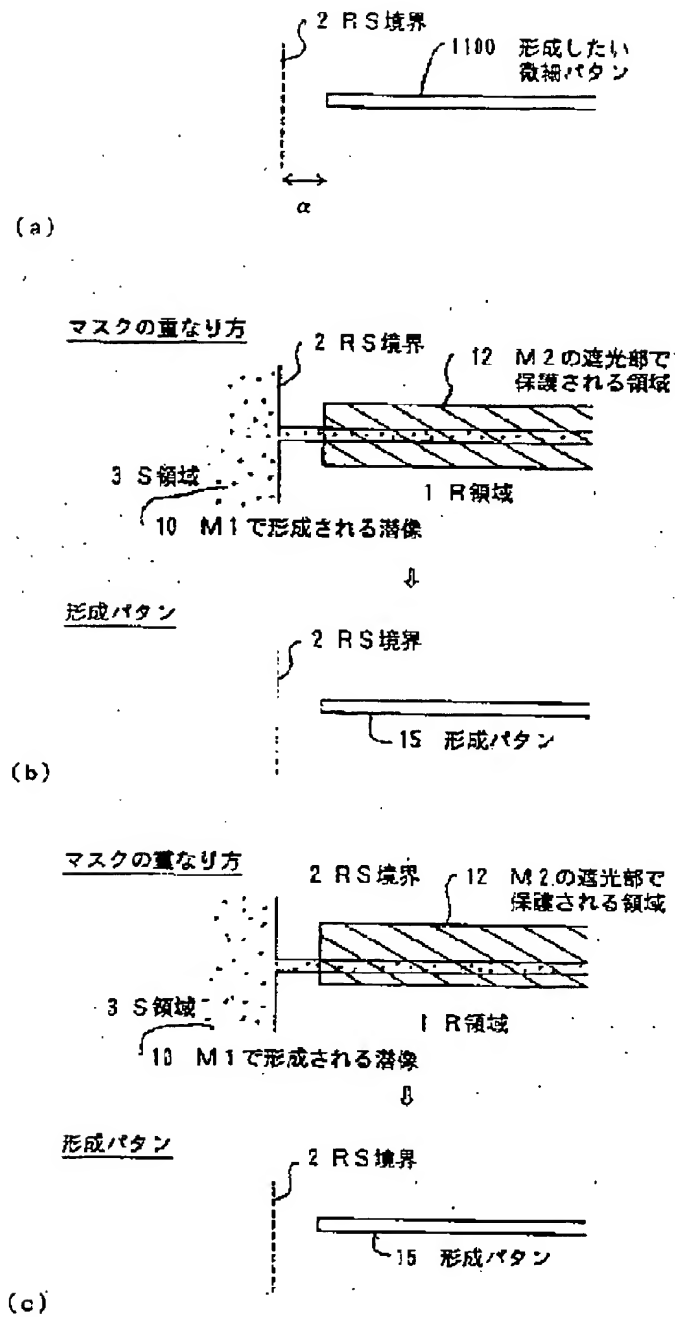 2 RS境界
1100 形成したい
微細パタン
α
(a)
マスクの重なり方
2 RS境界
12 M2の遮光部で
保護される領域
3 S領域
1 R領域
10 M1で形成される潜像
⇩
形成パタン
2 RS境界
15 形成パタン
(b)
マスクの重なり方
2 RS境界
12 M2の遮光部で
保護される領域
3 S領域
1 R領域
10 M1で形成される潜像
⇩
形成パタン
2 RS境界
15 形成パタン
(c)